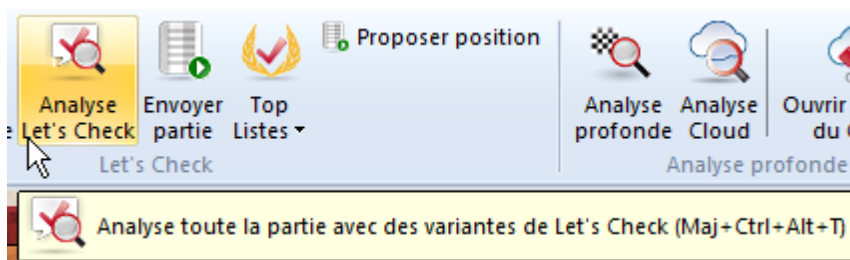 Proposer position
Analyse Let's Check
Envoyer partie
Top Listes
Analyse profonde
Analyse Cloud
Ouvrir
du
Let's Check
Analyse profonde
Analyse toute la partie avec des variantes de Let's Check (Maj+Ctrl+Alt+T)